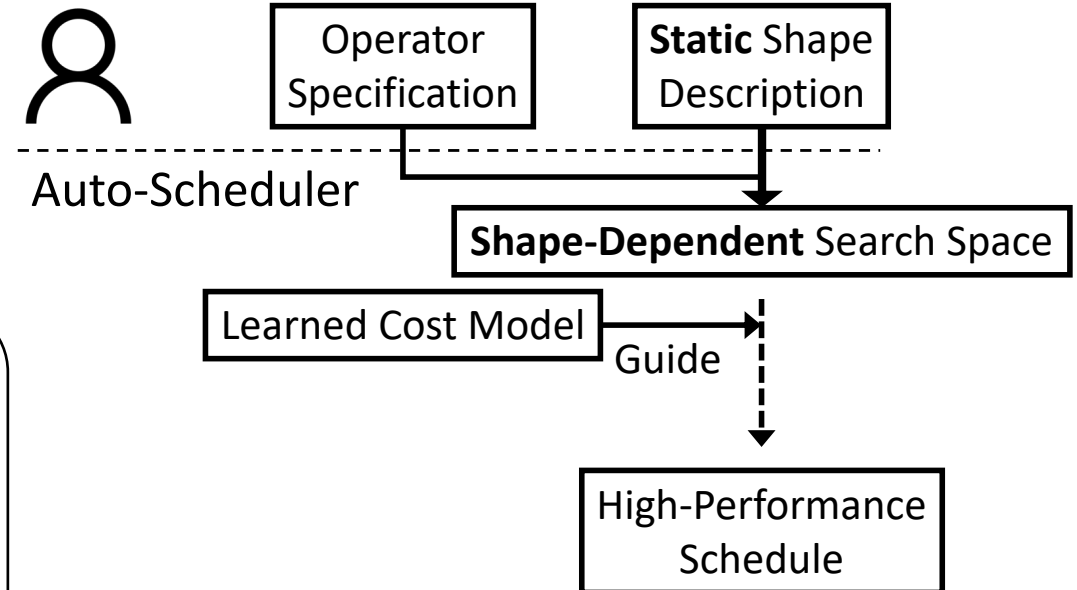 Operator
Specification
Static Shape
Description
Auto-Scheduler
Shape-Dependent Search Space
Learned Cost Model
Guide
High-Performance
Schedule